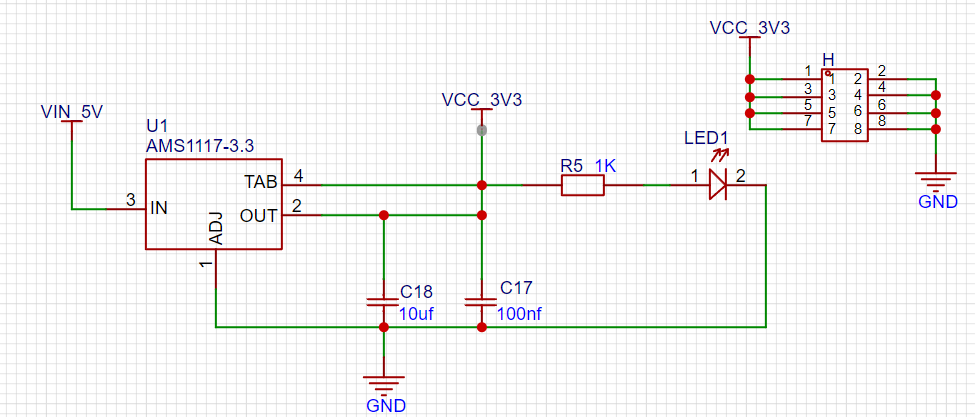 VCC_3V3
H
1 1 2 2
3 3 4 4
5 5 6 6
7 7 8 8
GND
VIN_5V
U1
AMS1117-3.3
3 IN
TAB 4
OUT 2
ADJ
1
VCC_3V3
R5 1K
LED1
1 2
C18
10uf
C17
100nf
GND